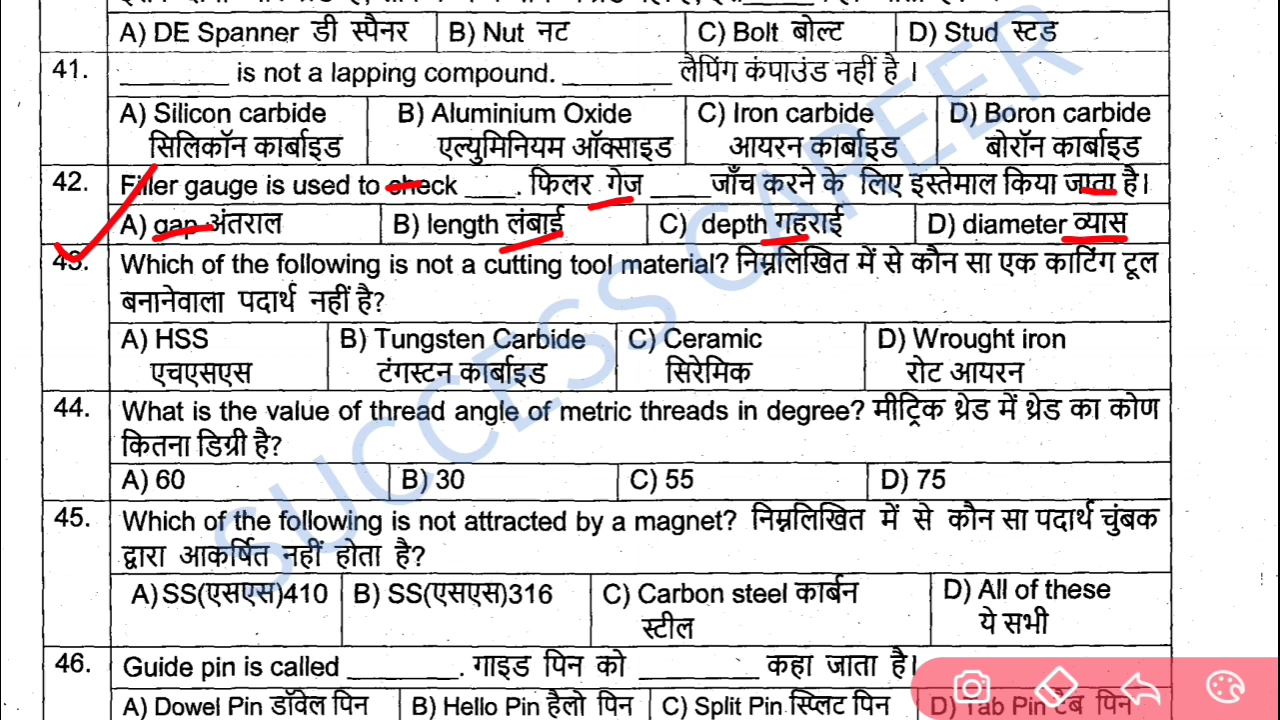 A) DE Spanner डी स्पैनर B) Nut नट C) Bolt बोल्ट D) Stud स्टड
41. ________ is not a lapping compound. ________ लैपिंग कंपाउंड नहीं है ।
A) Silicon carbide B) Aluminium Oxide C) Iron carbide D) Boron carbide
सिलिकॉन कार्बाइड एल्युमिनियम ऑक्साइड आयरन कार्बाइड बोरॉन कार्बाइड
42. Filler gauge is used to check ____. फिलर गेज ____ जाँच करने के लिए इस्तेमाल किया जाता है।
A) gap अंतराल B) length लंबाई C) depth गहराई D) diameter व्यास
43. Which of the following is not a cutting tool material? निम्नलिखित में से कौन सा एक काटिंग टूल
बनानेवाला पदार्थ नहीं है?
A) HSS B) Tungsten Carbide C) Ceramic D) Wrought iron
एचएसएस टंगस्टन कार्बाइड सिरेमिक रोट आयरन
44. What is the value of thread angle of metric threads in degree? मीट्रिक थ्रेड में थ्रेड का कोण
कितना डिग्री है?
A) 60 B) 30 C) 55 D) 75
45. Which of the following is not attracted by a magnet? निम्नलिखित में से कौन सा पदार्थ चुंबक
द्वारा आकर्षित नहीं होता है?
A) SS(एसएस)410 B) SS(एसएस)316 C) Carbon steel कार्बन D) All of these
स्टील ये सभी
46. Guide pin is called ________. गाइड पिन को ________ कहा जाता है।
A) Dowel Pin डॉवेल पिन B) Hello Pin हैलो पिन C) Split Pin स्प्लिट पिन D) Tab Pin टैब पिन
SUCCESS CAREER